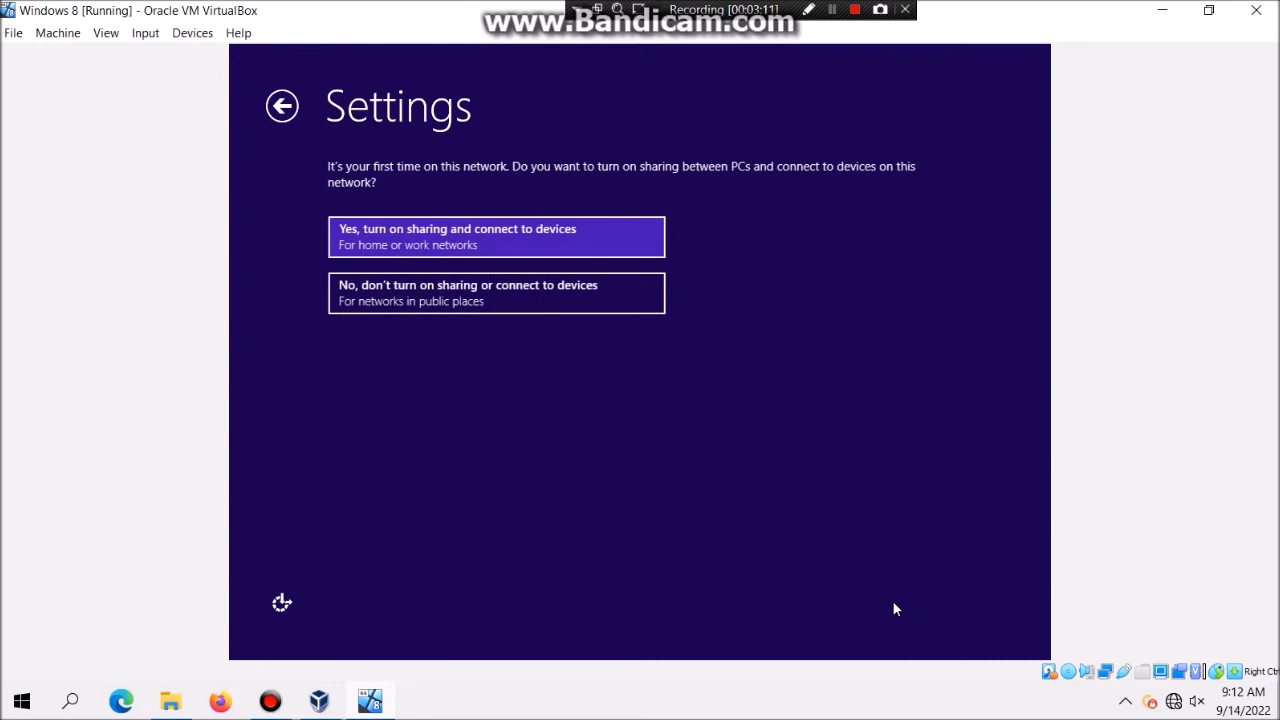 Windows 8 [Running] - Oracle VM VirtualBox
Recording [00:03:11]
www.Bandicam.com
File Machine View Input Devices Help
Settings
It's your first time on this network. Do you want to turn on sharing between PCs and connect to devices on this
network?
Yes, turn on sharing and connect to devices
For home or work networks
No, don't turn on sharing or connect to devices
For networks in public places
Right Ctr
9:12 AM
9/14/2022